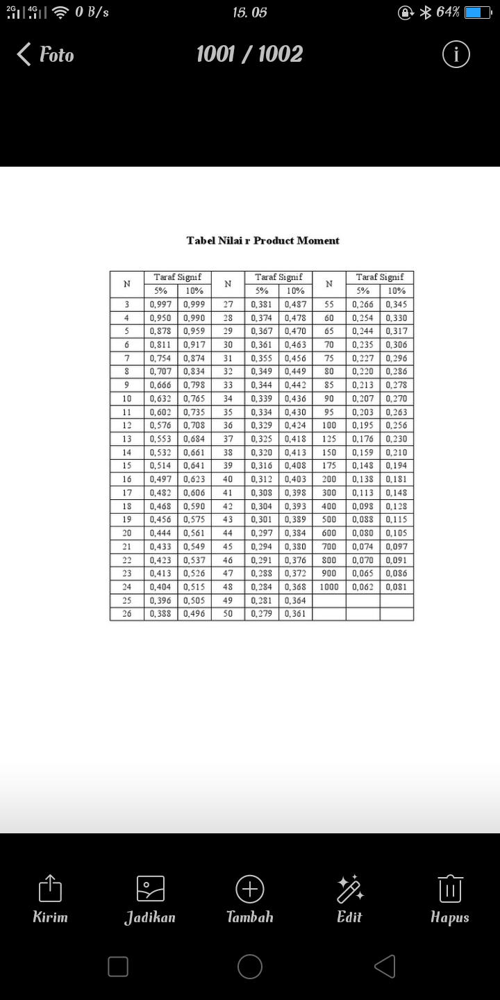 2G 4G 0 B/s 15.05 64%
Foto 1001 / 1002
Tabel Nilai r Product Moment
N Taraf Signif N Taraf Signif N Taraf Signif
5% 10% 5% 10% 5% 10%
3 0,997 0,999 27 0,381 0,487 55 0,266 0,345
4 0,950 0,990 28 0,374 0,478 60 0,254 0,330
5 0,878 0,959 29 0,367 0,470 65 0,244 0,317
6 0,811 0,917 30 0,361 0,463 70 0,235 0,306
7 0,754 0,874 31 0,355 0,456 75 0,227 0,296
8 0,707 0,834 32 0,349 0,449 80 0,220 0,286
9 0,666 0,798 33 0,344 0,442 85 0,213 0,278
10 0,632 0,765 34 0,339 0,436 90 0,207 0,270
11 0,602 0,735 35 0,334 0,430 95 0,203 0,263
12 0,576 0,708 36 0,329 0,424 100 0,195 0,256
13 0,553 0,684 37 0,325 0,418 125 0,176 0,230
14 0,532 0,661 38 0,320 0,413 150 0,159 0,210
15 0,514 0,641 39 0,316 0,408 175 0,148 0,194
16 0,497 0,623 40 0,312 0,403 200 0,138 0,181
17 0,482 0,606 41 0,308 0,398 300 0,113 0,148
18 0,468 0,590 42 0,304 0,393 400 0,098 0,128
19 0,456 0,575 43 0,301 0,389 500 0,088 0,115
20 0,444 0,561 44 0,297 0,384 600 0,080 0,105
21 0,433 0,549 45 0,294 0,380 700 0,074 0,097
22 0,423 0,537 46 0,291 0,376 800 0,070 0,091
23 0,413 0,526 47 0,288 0,372 900 0,065 0,086
24 0,404 0,515 48 0,284 0,368 1000 0,062 0,081
25 0,396 0,505 49 0,281 0,364
26 0,388 0,496 50 0,279 0,361
Kirim Jadikan Tambah Edit Hapus